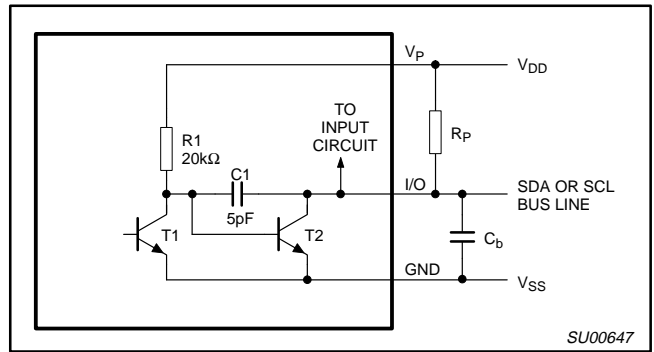 V_P
V_DD
TO
INPUT
CIRCUIT
R_P
R1
20kΩ
C1
5pF
I/O
SDA OR SCL
BUS LINE
T1
T2
C_b
GND
V_SS
SU00647